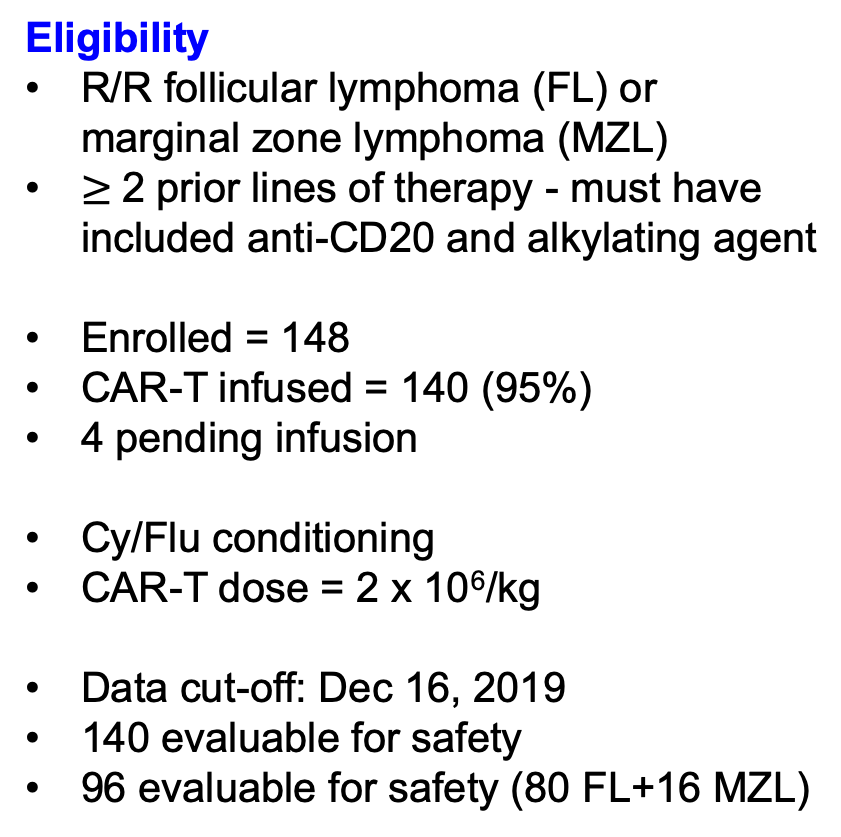 Eligibility
• R/R follicular lymphoma (FL) or
marginal zone lymphoma (MZL)
• ≥ 2 prior lines of therapy - must have
included anti-CD20 and alkylating agent
• Enrolled = 148
• CAR-T infused = 140 (95%)
• 4 pending infusion
• Cy/Flu conditioning
• CAR-T dose = 2 x 10⁶/kg
• Data cut-off: Dec 16, 2019
• 140 evaluable for safety
• 96 evaluable for safety (80 FL+16 MZL)